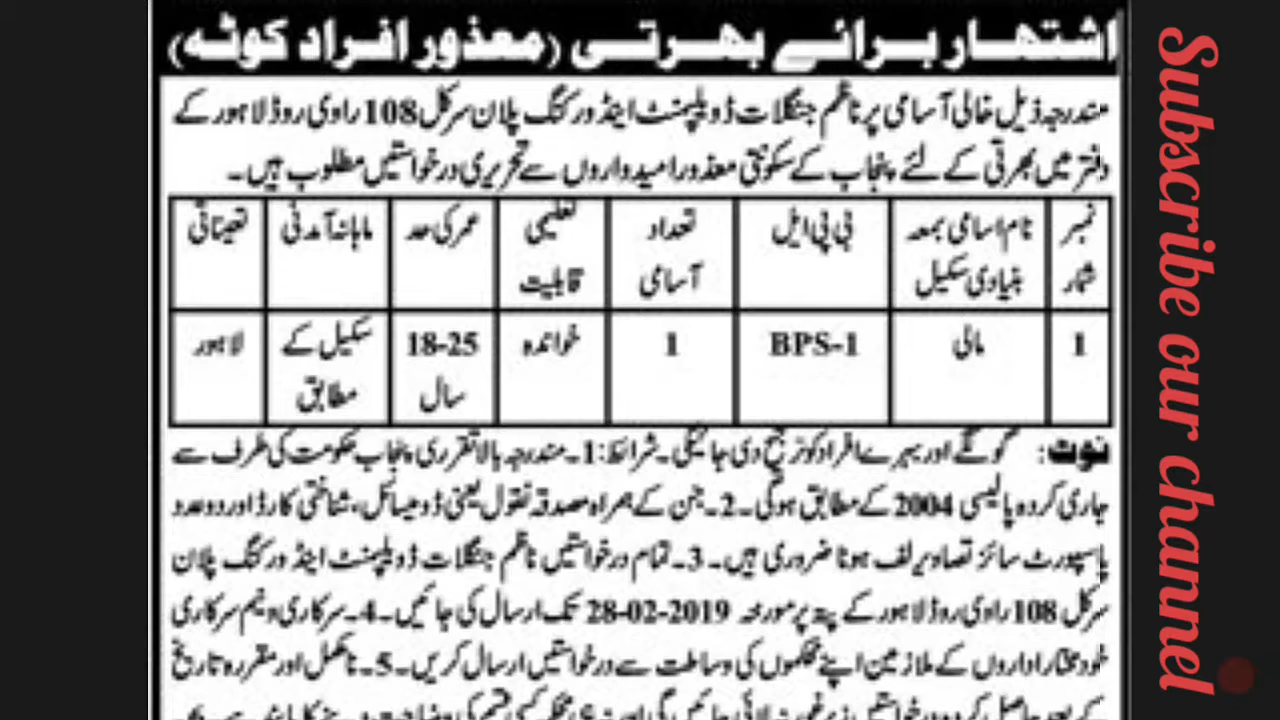 اشتہار برائے بھرتی (معذور افراد کوٹہ)
مندرجہ ذیل خالی آسامی پر ناظم جنگلات ڈویلپمنٹ اینڈ ورکنگ پلان سرکل 108 راوی روڈ لاہور کے
دفتر میں بھرتی کے لئے پنجاب کے سکونتی معذور امیدواروں سے تحریری درخواستیں مطلوب ہیں۔
نمبر شمار	نام اسامی بمعہ بنیادی سکیل	بی پی ایل	تعداد آسامی	تعلیمی قابلیت	عمر کی حد	ماہانہ آمدنی	تعیناتی
1	مالی	BPS-1	1	خواندہ	18-25 سال	سکیل کے مطابق	لاہور
نوٹ: گونگے اور بہرے افراد کو ترجیح دی جائیگی۔ شرائط: 1۔ مندرجہ بالا تقرری، پنجاب حکومت کی طرف سے
جاری کردہ پالیسی 2004 کے مطابق ہوگی۔ 2۔ جن کے ہمراہ مصدقہ نقول یعنی ڈومیسائل، شناختی کارڈ اور دو عدد
پاسپورٹ سائز تصاویر لف ہونا ضروری ہیں۔ 3۔ تمام درخواستیں ناظم جنگلات ڈویلپمنٹ اینڈ ورکنگ پلان
سرکل 108 راوی روڈ لاہور کے پتہ پر مورخہ 28-02-2019 تک ارسال کی جائیں۔ 4۔ سرکاری و نیم سرکاری
خودمختار اداروں کے ملازمین اپنے محکموں کی وساطت سے درخواستیں ارسال کریں۔ 5۔ نامکمل اور مقررہ تاریخ
Subscribe our channel